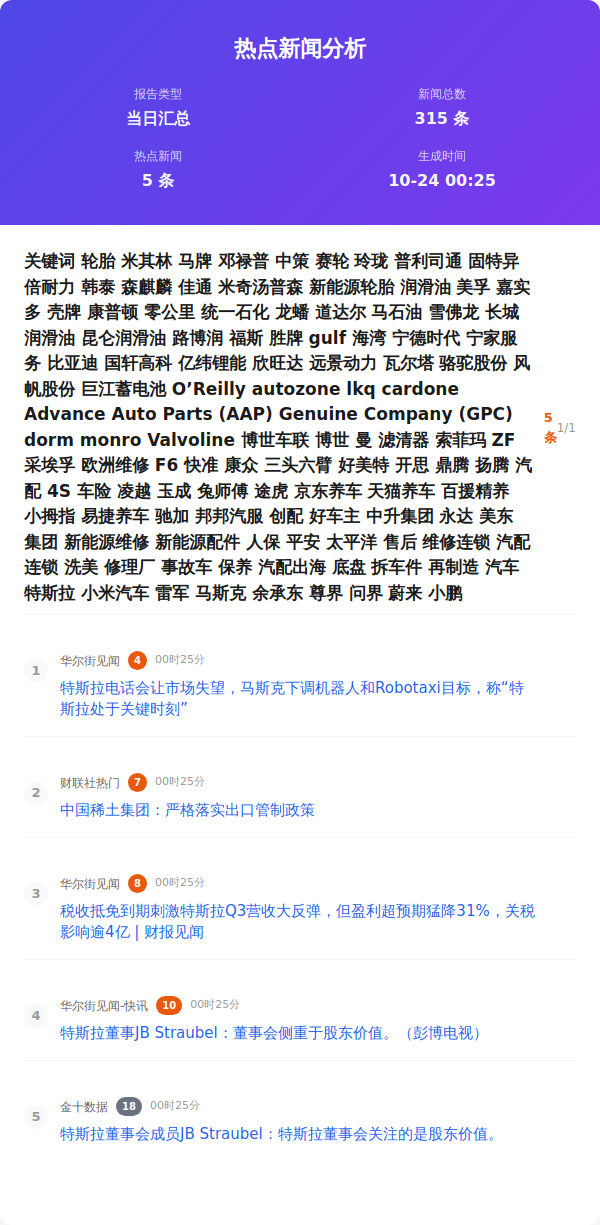 热点新闻分析
报告类型
新闻总数
当日汇总
315 条
热点新闻
生成时间
5 条
10-24 00:25
关键词 轮胎 米其林 马牌 邓禄普 中策 赛轮 玲珑 普利司通 固特异
倍耐力 韩泰 森麒麟 佳通 米奇汤普森 新能源轮胎 润滑油 美孚 嘉实
多 壳牌 康普顿 零公里 统一石化 龙蟠 道达尔 马石油 雪佛龙 长城
润滑油 昆仑润滑油 路博润 福斯 胜牌 gulf 海湾 宁德时代 宁家服
务 比亚迪 国轩高科 亿纬锂能 欣旺达 远景动力 瓦尔塔 骆驼股份 风
帆股份 巨江蓄电池 O’Reilly autozone lkq cardone
Advance Auto Parts (AAP) Genuine Company (GPC)
dorm monro Valvoline 博世车联 博世 曼 滤清器 索菲玛 ZF
采埃孚 欧洲维修 F6 快准 康众 三头六臂 好美特 开思 鼎腾 扬腾 汽
配 4S 车险 凌越 玉成 兔师傅 途虎 京东养车 天猫养车 百援精养
小拇指 易捷养车 驰加 邦邦汽服 创配 好车主 中升集团 永达 美东
集团 新能源维修 新能源配件 人保 平安 太平洋 售后 维修连锁 汽配
连锁 洗美 修理厂 事故车 保养 汽配出海 底盘 拆车件 再制造 汽车
特斯拉 小米汽车 雷军 马斯克 余承东 尊界 问界 蔚来 小鹏
5
条
1/1
1
华尔街见闻 4 00时25分
特斯拉电话会让市场失望，马斯克下调机器人和Robotaxi目标，称“特
斯拉处于关键时刻”
2
财联社热门 7 00时25分
中国稀土集团：严格落实出口管制政策
3
华尔街见闻 8 00时25分
税收抵免到期刺激特斯拉Q3营收大反弹，但盈利超预期猛降31%，关税
影响逾4亿 | 财报见闻
4
华尔街见闻-快讯 10 00时25分
特斯拉董事JB Straubel：董事会侧重于股东价值。（彭博电视）
5
金十数据 18 00时25分
特斯拉董事会成员JB Straubel：特斯拉董事会关注的是股东价值。